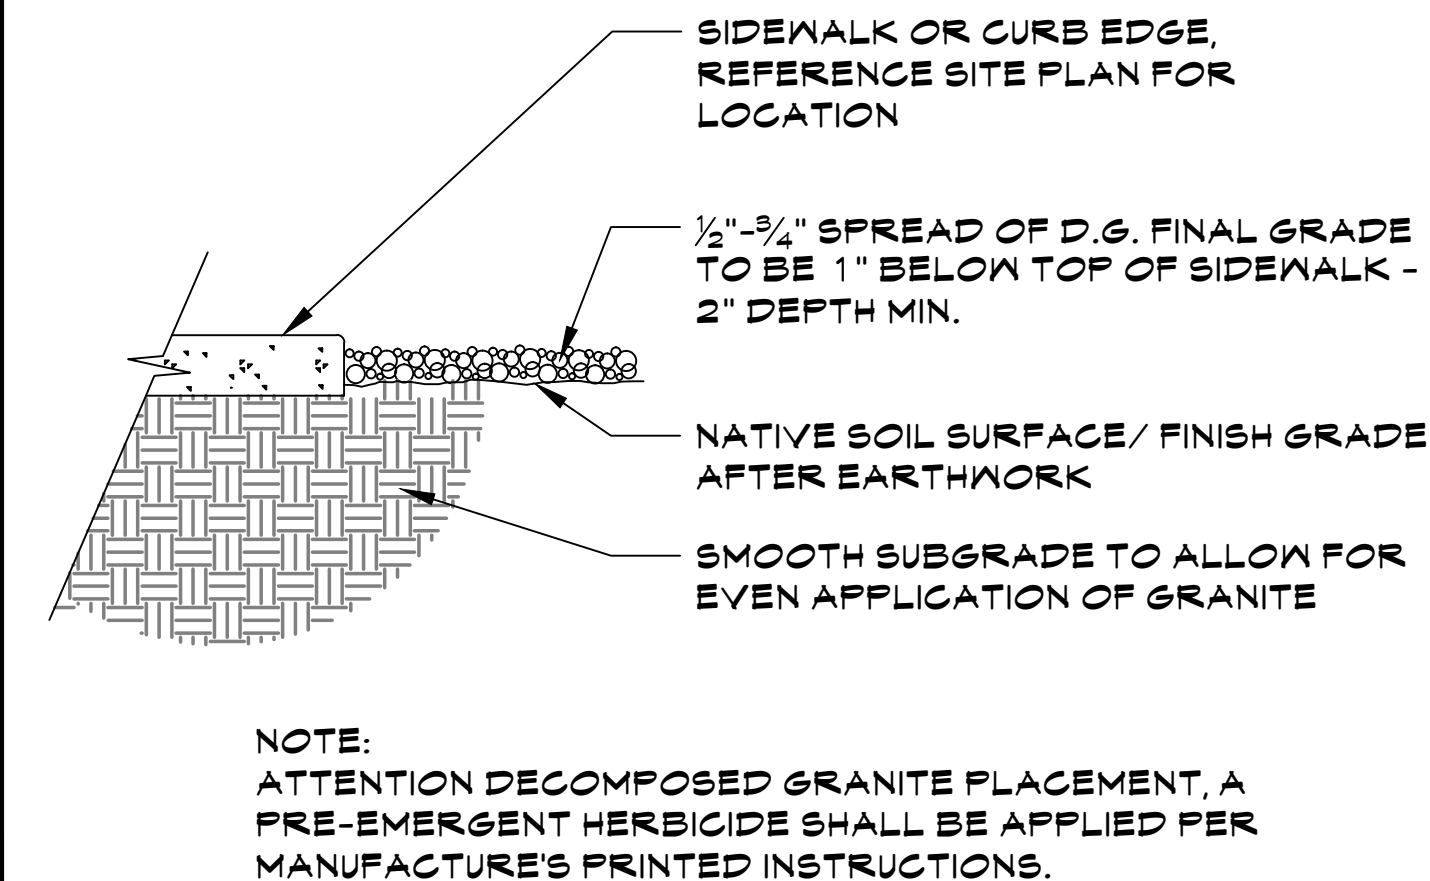 SIDEWALK OR CURB EDGE,
REFERENCE SITE PLAN FOR
LOCATION
½"-¾" SPREAD OF D.G. FINAL GRADE
TO BE 1" BELOW TOP OF SIDEWALK -
2" DEPTH MIN.
NATIVE SOIL SURFACE/ FINISH GRADE
AFTER EARTHWORK
SMOOTH SUBGRADE TO ALLOW FOR
EVEN APPLICATION OF GRANITE
NOTE:
ATTENTION DECOMPOSED GRANITE PLACEMENT, A
PRE-EMERGENT HERBICIDE SHALL BE APPLIED PER
MANUFACTURE'S PRINTED INSTRUCTIONS.